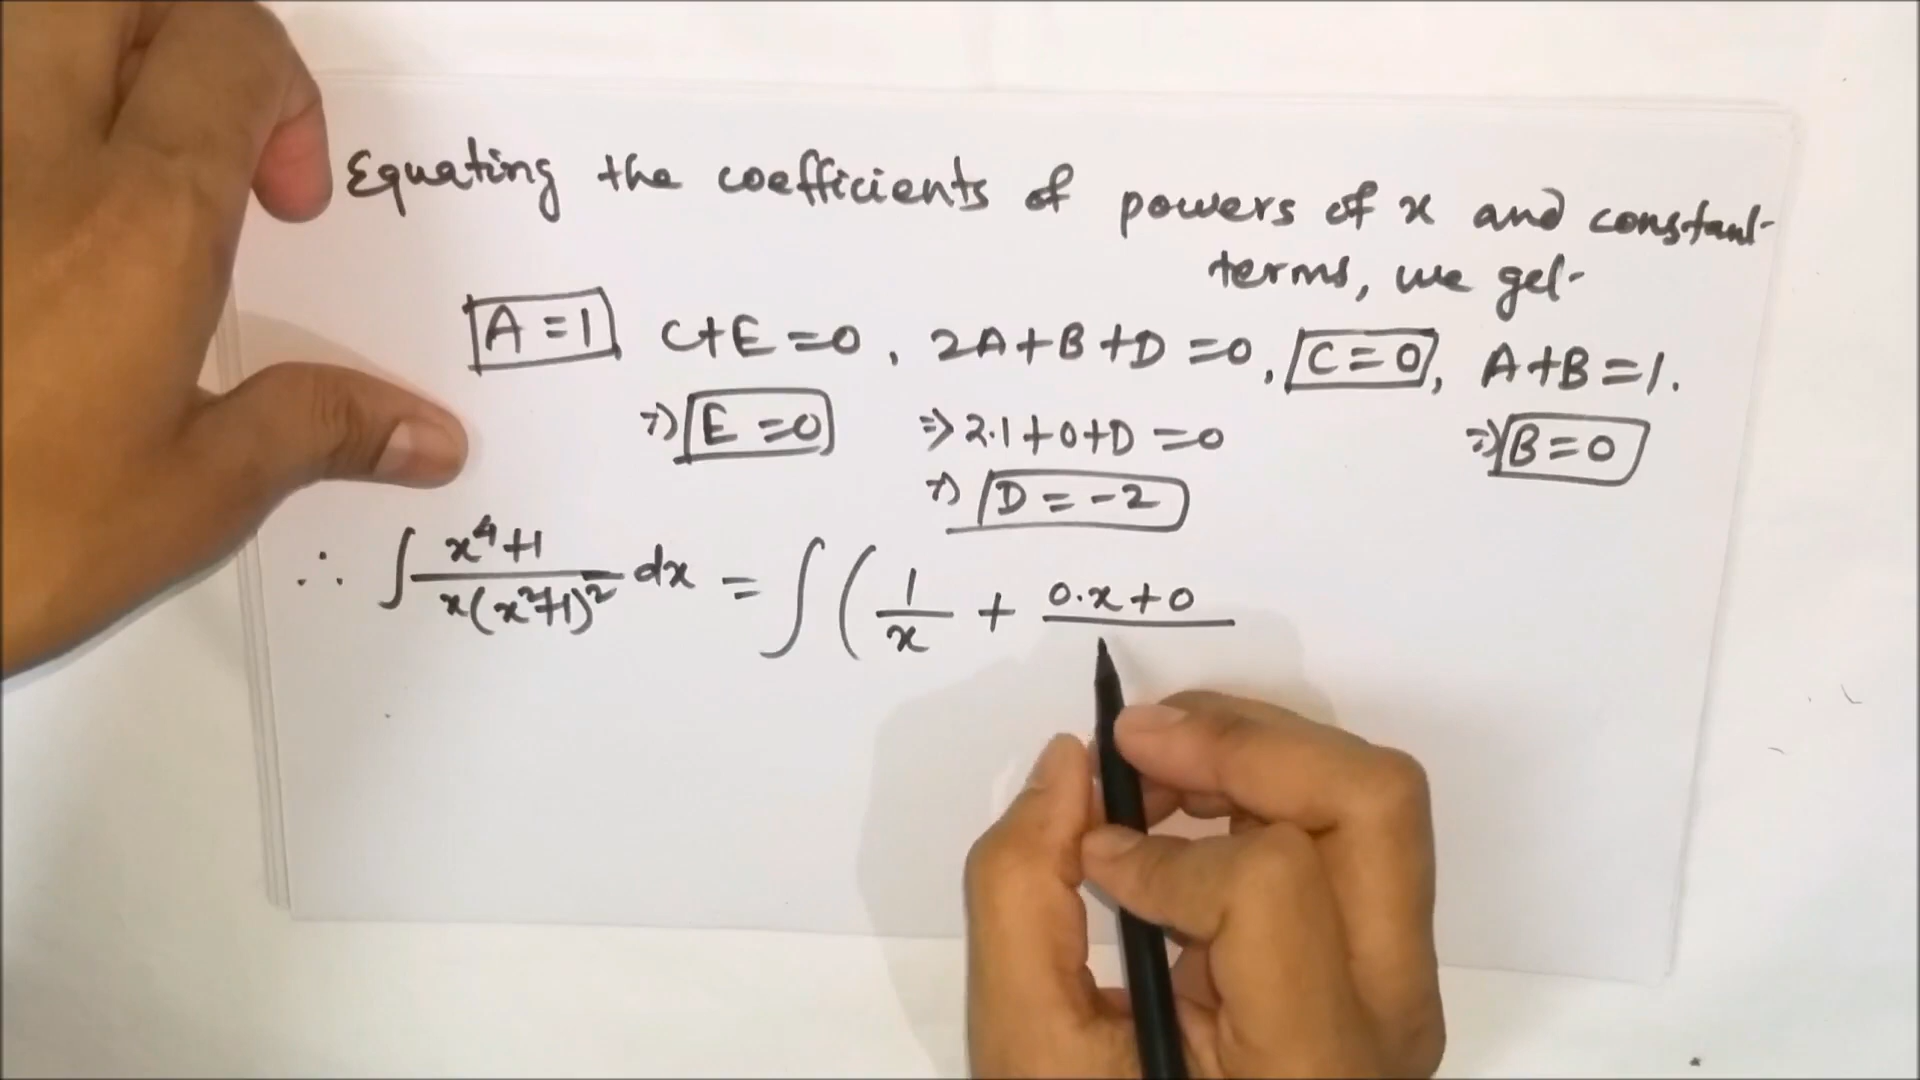 Equating the coefficients of powers of x and constant
terms, we get
A = 1 C+E = 0 , 2A+B+D = 0, C = 0, A+B = 1.
⇒ E = 0 ⇒ 2.1+0+D = 0 ⇒ B = 0
⇒ D = -2
∴ ∫ x⁴+1 / x(x²+1)² dx = ∫ ( 1/x + 0.x+0